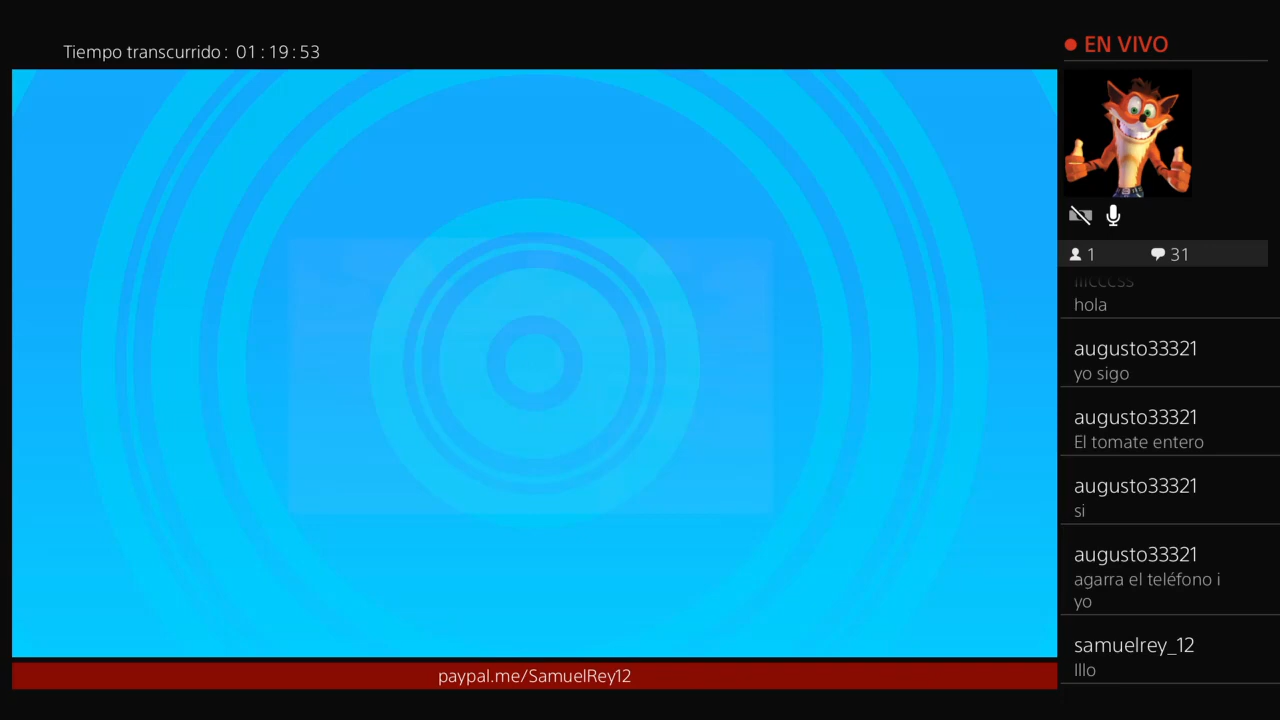 Tiempo transcurrido : 01 : 19 : 53
EN VIVO
1
31
hola
augusto33321
yo sigo
augusto33321
El tomate entero
augusto33321
si
augusto33321
agarra el teléfono i
yo
samuelrey_12
lllo
paypal.me/SamuelRey12